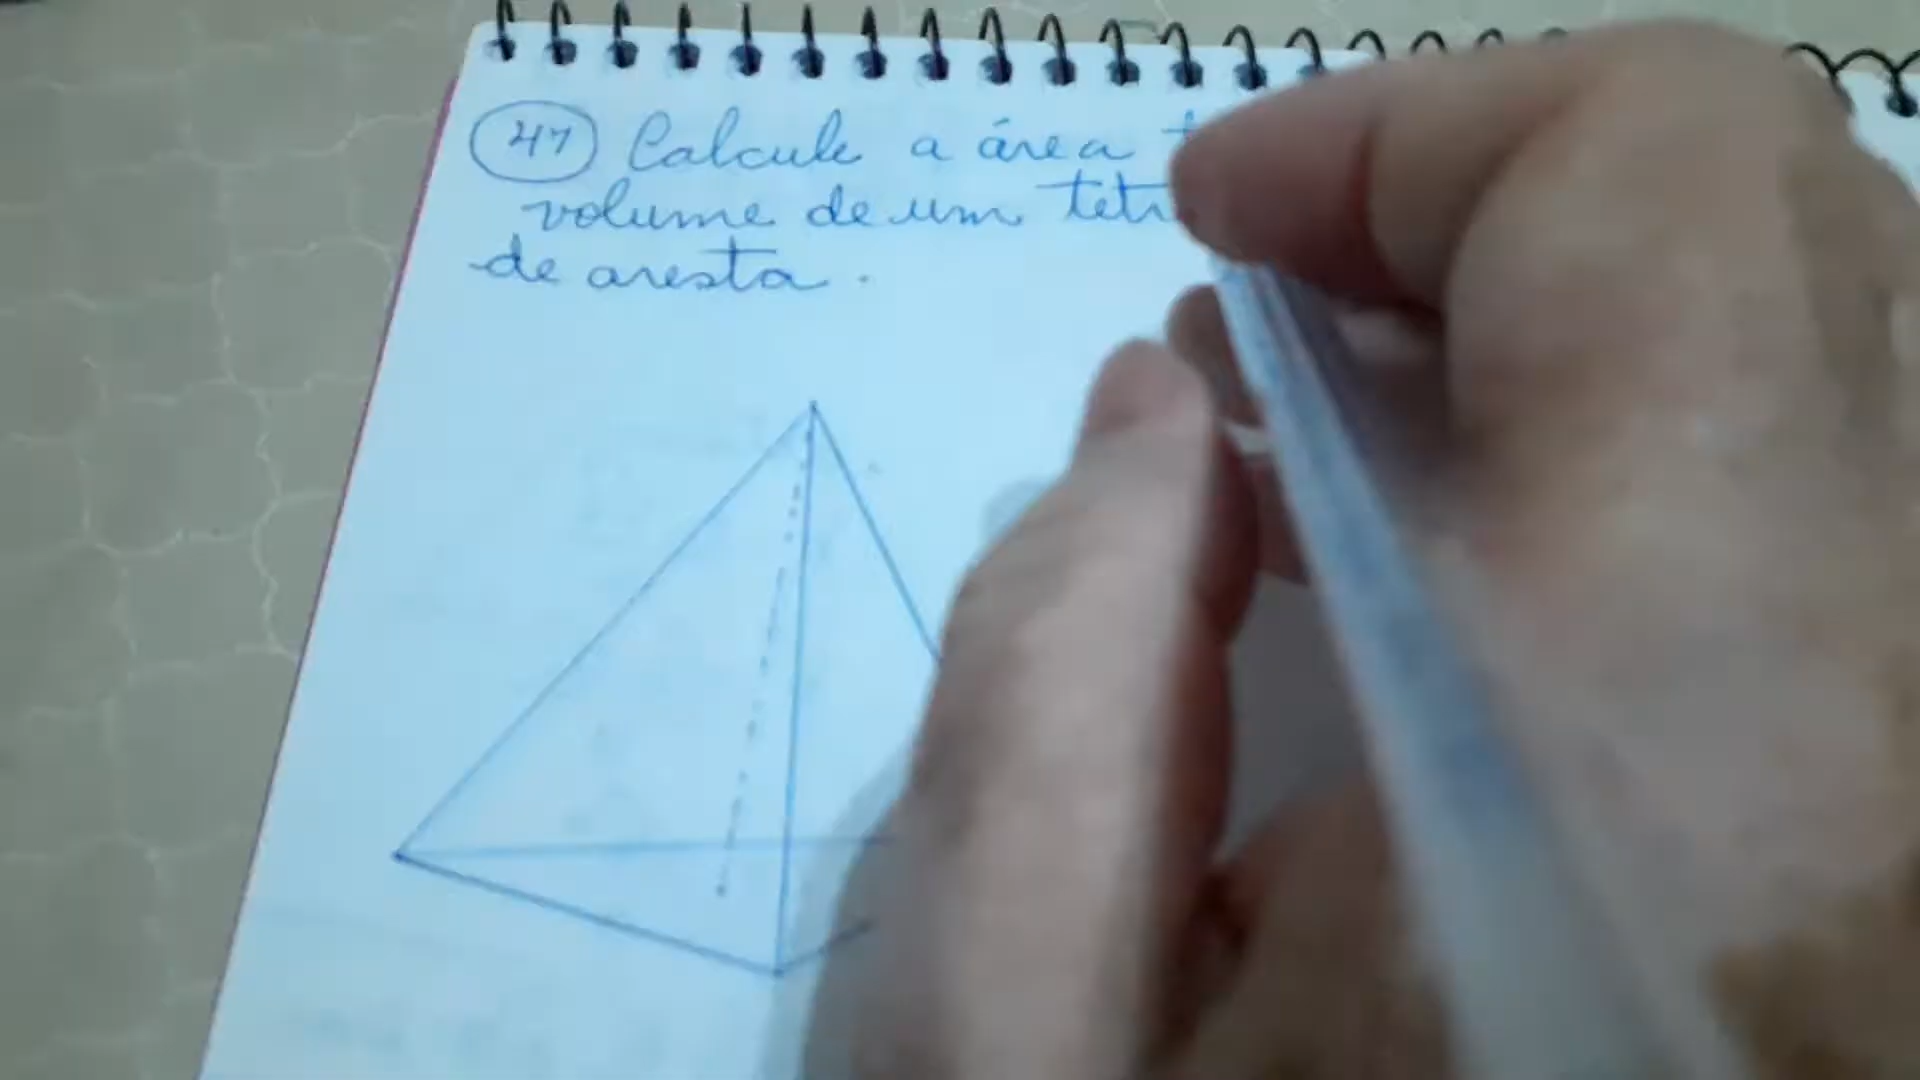 47 Calcule a área
volume de um
de aresta.